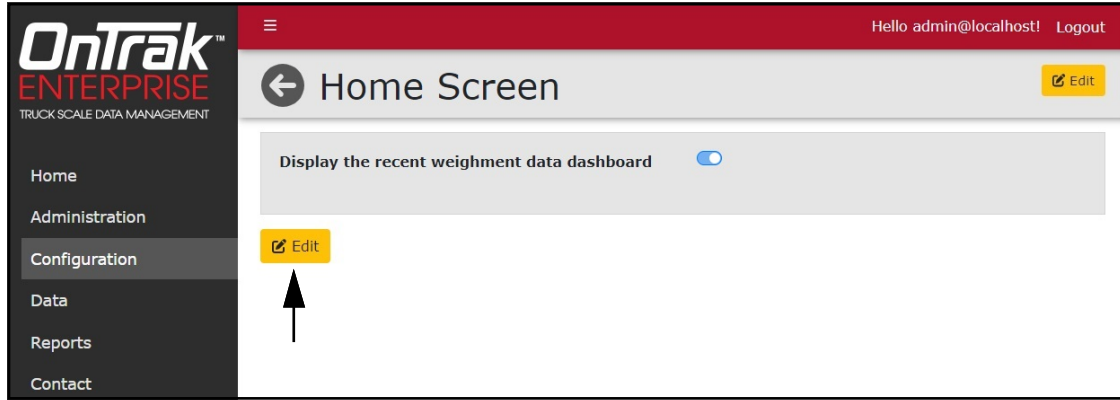 OnTrak™
ENTERPRISE
TRUCK SCALE DATA MANAGEMENT
Home
Administration
Configuration
Data
Reports
Contact
Hello admin@localhost! Logout
Home Screen
Edit
Display the recent weighment data dashboard
Edit